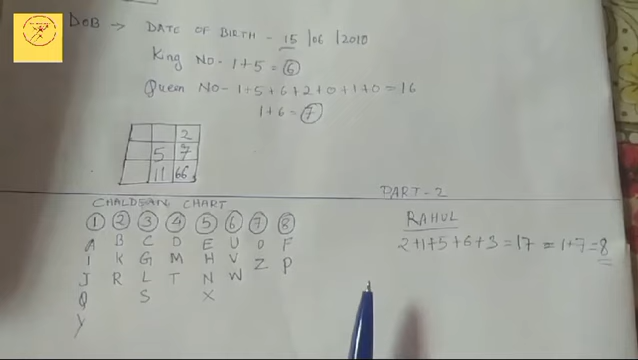 DOB → DATE OF BIRTH - 15 /06 /2010
King No - 1+5 = 6
Queen No - 1+5+6+2+0+1+0 = 16
1+6 = 7
2
5 7
11 66
PART-2
CHALDEAN CHART
1 2 3 4 5 6 7 8
A B C D E U O F
I K G M H V Z P
J R L T N W
Q S X
Y
RAHUL
2+1+5+6+3 = 17 = 1+7 = 8